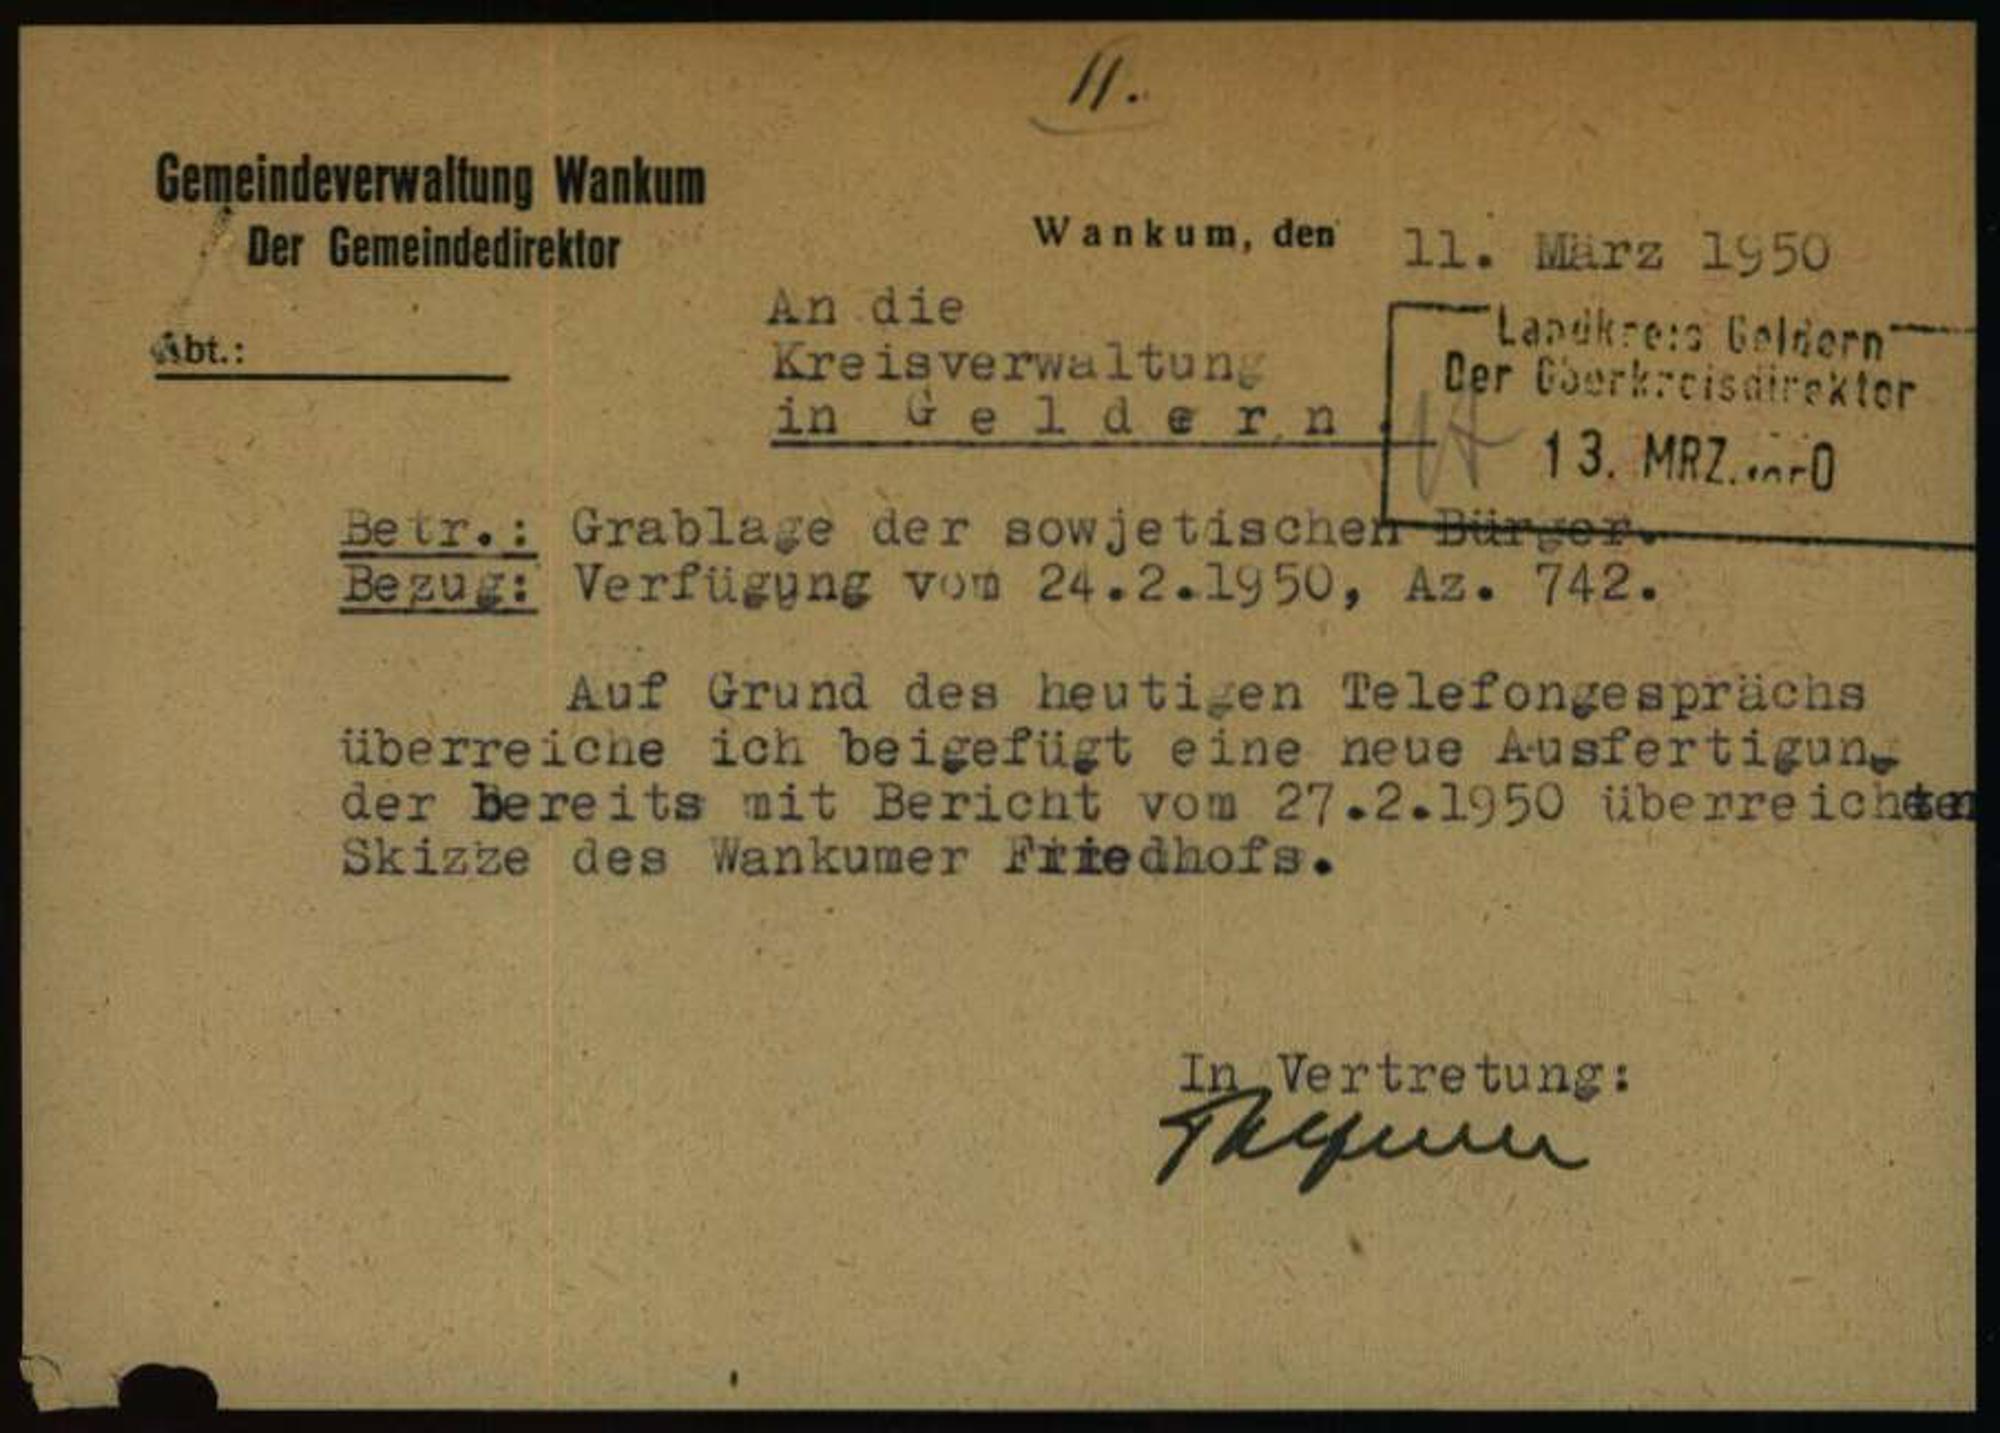 11.
Gemeindeverwaltung Wankum
Der Gemeindedirektor
Wankum, den 11. März 1950
Abt.:
An die
Kreisverwaltung
in Geldern.
Landkreis Geldern
Der Oberkreisdirektor
13. MRZ.
Betr.: Grablage der sowjetischen Bürger.
Bezug: Verfügung vom 24.2.1950, Az. 742.
Auf Grund des heutigen Telefongesprächs
überreiche ich beigefügt eine neue Ausfertigung
der bereits mit Bericht vom 27.2.1950 überreichten
Skizze des Wankumer Friedhofs.
In Vertretung: